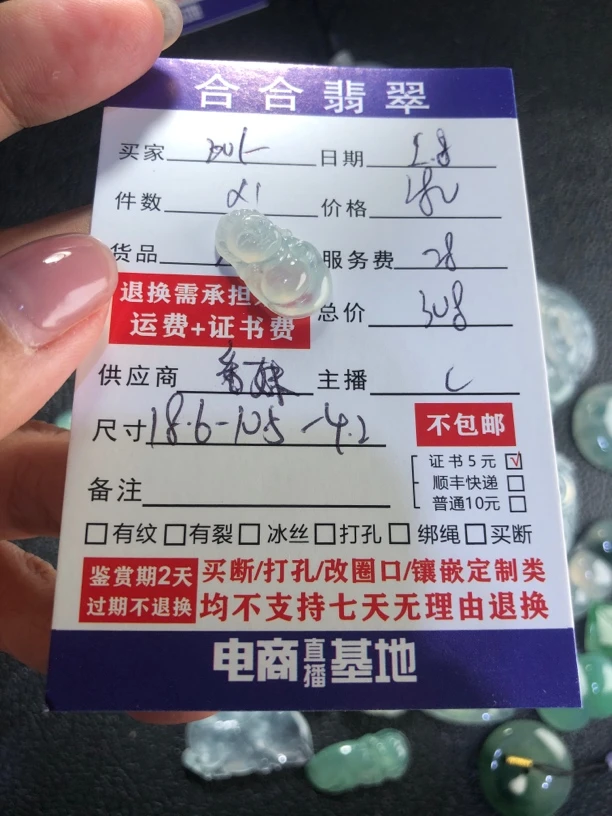 合合翡翠
买家 日期 5.8
件数 x1 价格
货品 服务费 28
退换需承担
运费+证书费
总价 308
供应商 主播
尺寸 18.6-10.5-4.2
不包邮
证书5元 ☑
顺丰快递 □
普通10元 □
备注
□有纹 □有裂 □冰丝 □打孔 □绑绳 □买断
鉴赏期2天 买断/打孔/改圈口/镶嵌定制类
过期不退换 均不支持七天无理由退换
电商直播基地